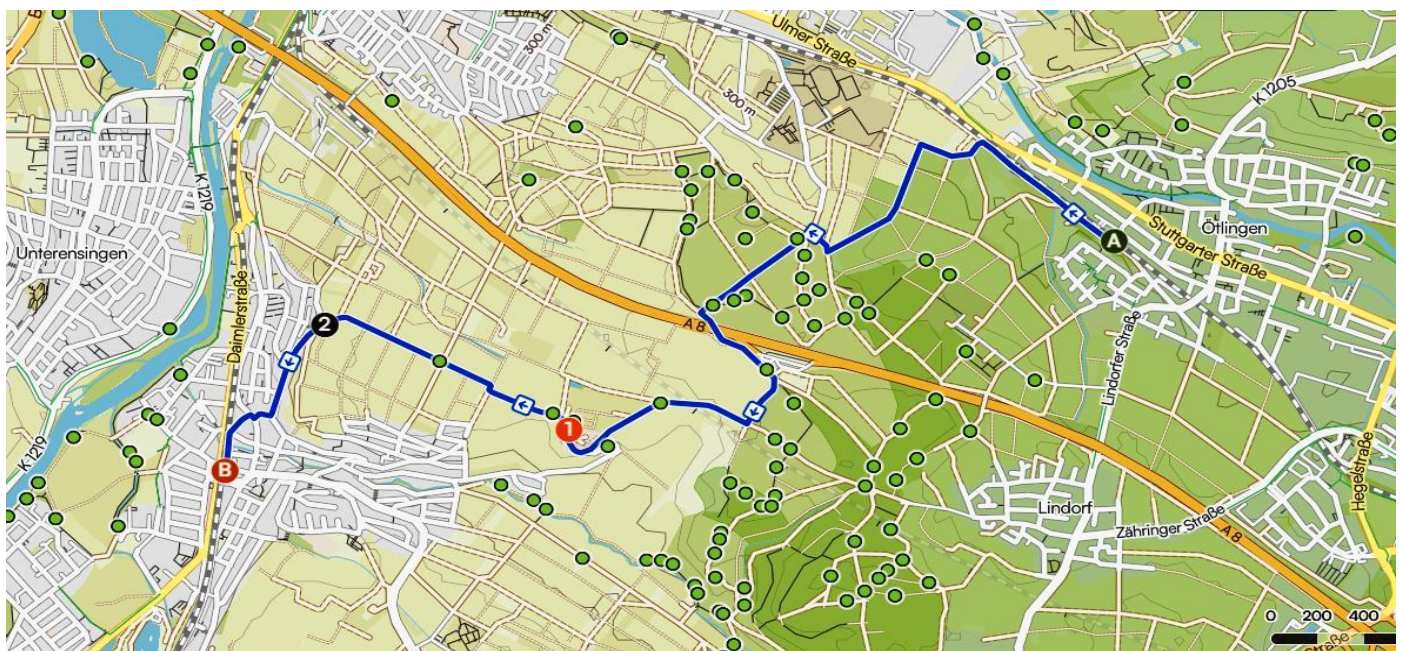 300 m
Ulmer Straße
K 1205
300 m
K 1219
A
Stuttgarter Straße
Ötlingen
Unterensingen
Daimlerstraße
2
A 8
Lindorfer Straße
1
B
K 1219
Hegelstraße
Lindorf
Zähringer Straße
A 8
0 200 400
Straße